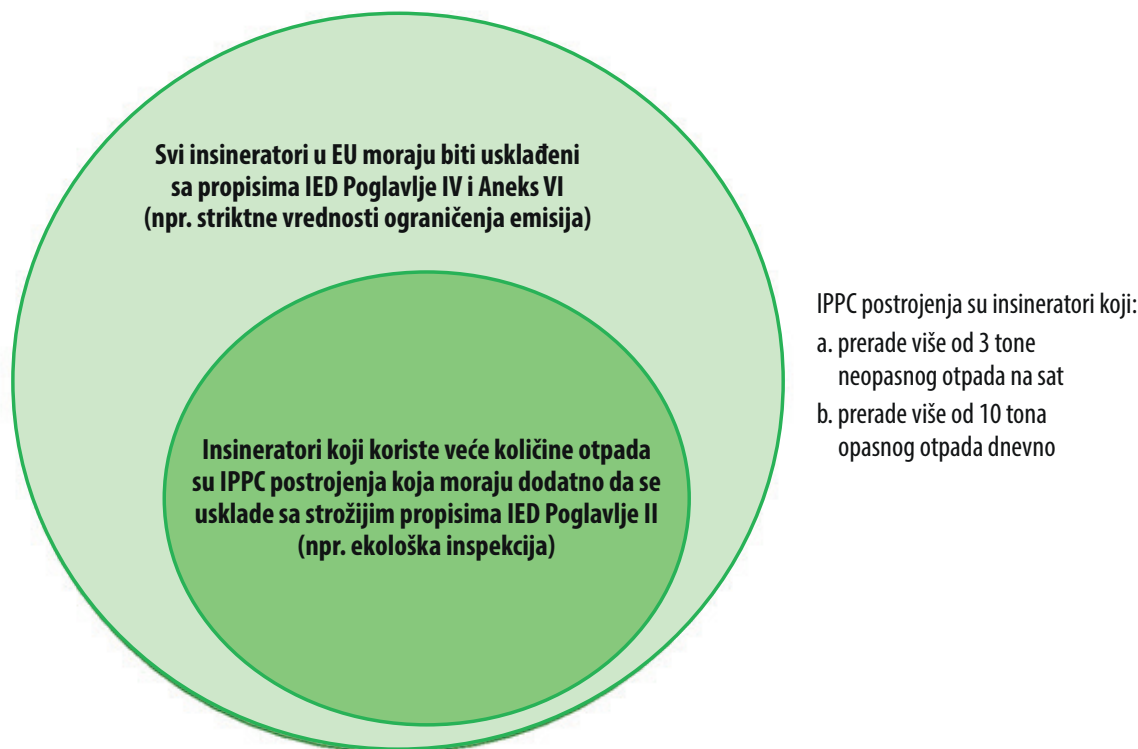 Svi insineratori u EU moraju biti usklađeni
sa propisima IED Poglavlje IV i Aneks VI
(npr. striktne vrednosti ograničenja emisija)
Insineratori koji koriste veće količine otpada
su IPPC postrojenja koja moraju dodatno da se
usklade sa strožijim propisima IED Poglavlje II
(npr. ekološka inspekcija)
IPPC postrojenja su insineratori koji:
a. prerade više od 3 tone
neopasnog otpada na sat
b. prerade više od 10 tona
opasnog otpada dnevno